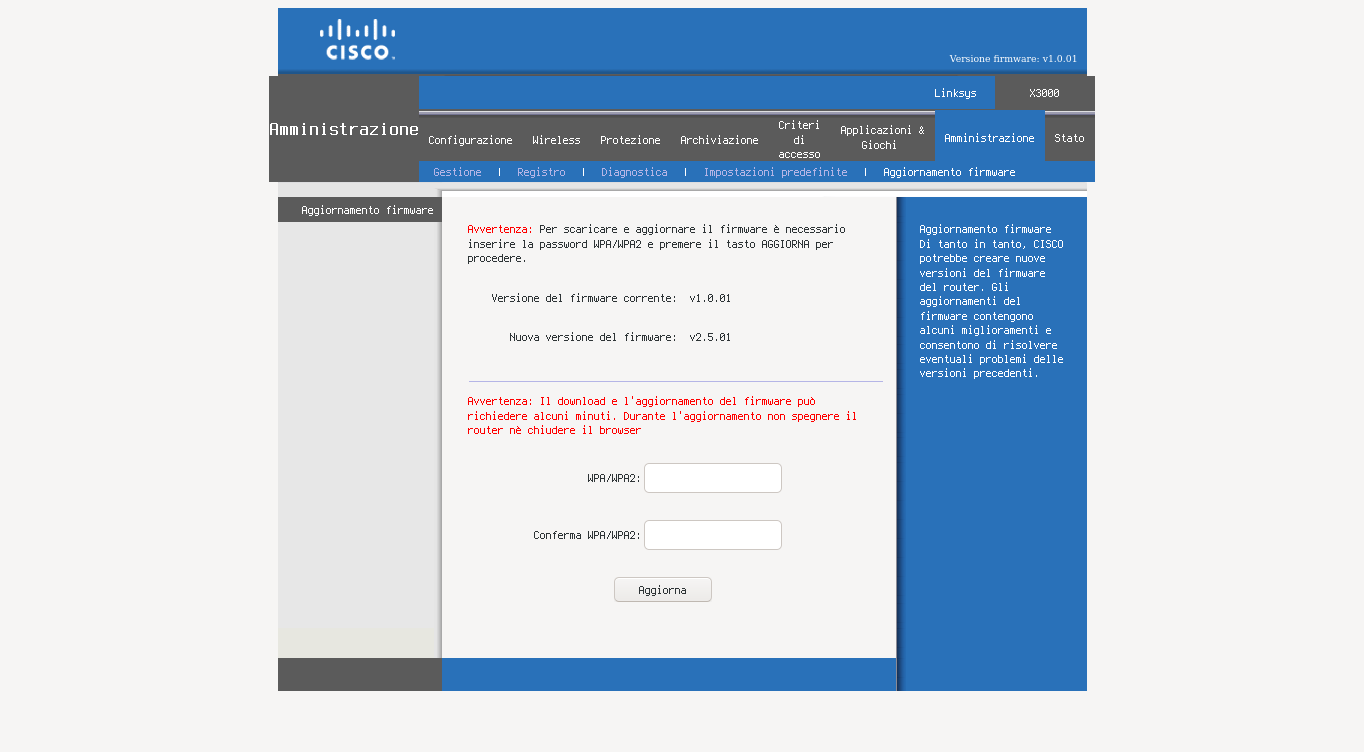 CISCO.
Versione firmware: v1.0.01
Linksys
X3000
Amministrazione
Configurazione
Wireless
Protezione
Archiviazione
Criteri
di
accesso
Applicazioni &
Giochi
Amministrazione
Stato
Gestione | Registro | Diagnostica | Impostazioni predefinite | Aggiornamento firmware
Aggiornamento firmware
Avvertenza: Per scaricare e aggiornare il firmware è necessario
inserire la password WPA/WPA2 e premere il tasto AGGIORNA per
procedere.
Versione del firmware corrente: v1.0.01
Nuova versione del firmware: v2.5.01
Avvertenza: Il download e l'aggiornamento del firmware può
richiedere alcuni minuti. Durante l'aggiornamento non spegnere il
router nè chiudere il browser
WPA/WPA2:
Conferma WPA/WPA2:
Aggiorna
Aggiornamento firmware
Di tanto in tanto, CISCO
potrebbe creare nuove
versioni del firmware
del router. Gli
aggiornamenti del
firmware contengono
alcuni miglioramenti e
consentono di risolvere
eventuali problemi delle
versioni precedenti.